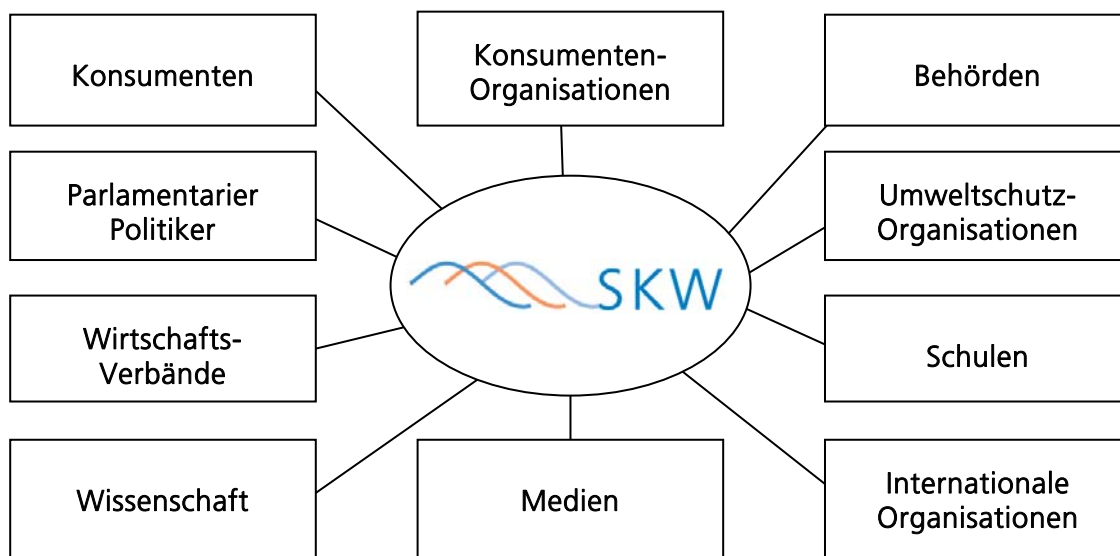 Konsumenten
Konsumenten-
Organisationen
Behörden
Parlamentarier
Politiker
Umweltschutz-
Organisationen
SKW
Wirtschafts-
Verbände
Schulen
Wissenschaft
Medien
Internationale
Organisationen